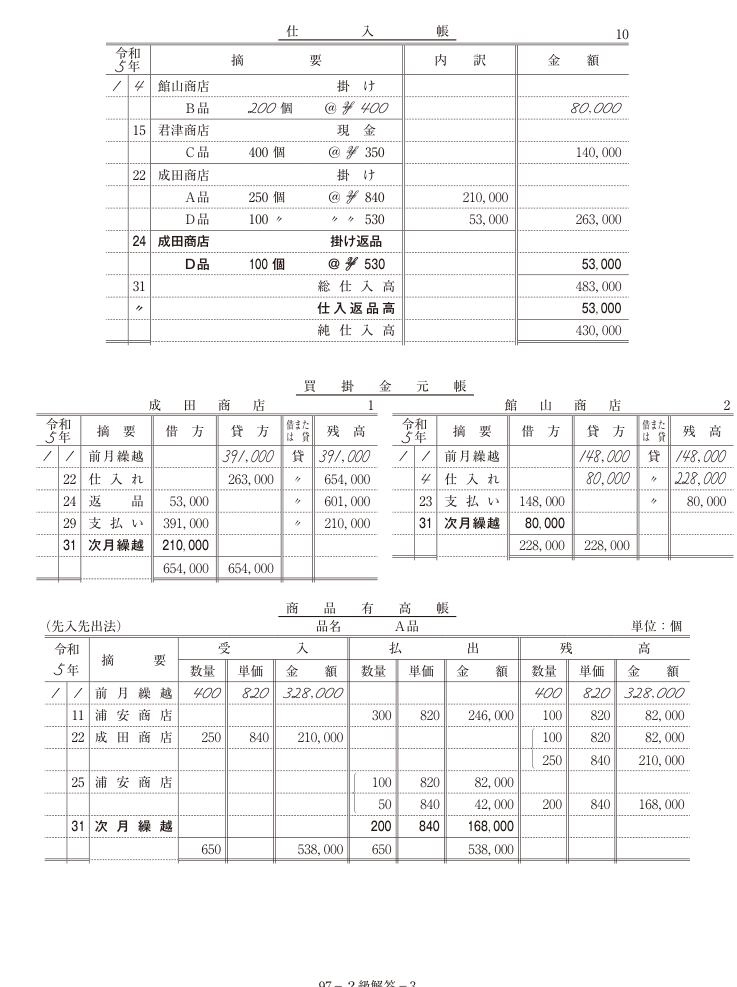 仕入帳 10
令和5年 摘要 内訳 金額
1 4 館山商店 掛け
B品 200個 @¥400 80,000
15 君津商店 現金
C品 400個 @¥350 140,000
22 成田商店 掛け
A品 250個 @¥840 210,000
D品 100〃 〃〃530 53,000 263,000
24 成田商店 掛け返品
D品 100個 @¥530 53,000
31 総仕入高 483,000
〃 仕入返品高 53,000
純仕入高 430,000
買掛金元帳
成田商店 1
令和5年 摘要 借方 貸方 借または貸 残高
1 1 前月繰越 391,000 貸 391,000
22 仕入れ 263,000 〃 654,000
24 返品 53,000 〃 601,000
29 支払い 391,000 〃 210,000
31 次月繰越 210,000
654,000 654,000
館山商店 2
令和5年 摘要 借方 貸方 借または貸 残高
1 1 前月繰越 148,000 貸 148,000
4 仕入れ 80,000 〃 228,000
23 支払い 148,000 〃 80,000
31 次月繰越 80,000
228,000 228,000
商品有高帳
(先入先出法) 品名 A品 単位：個
令和5年 摘要 受入 払出 残高
数量 単価 金額 数量 単価 金額 数量 単価 金額
1 1 前月繰越 400 820 328,000 400 820 328,000
11 浦安商店 300 820 246,000 100 820 82,000
22 成田商店 250 840 210,000 100 820 82,000
250 840 210,000
25 浦安商店 100 820 82,000
50 840 42,000 200 840 168,000
31 次月繰越 200 840 168,000
650 538,000 650 538,000
97－2級解答－3